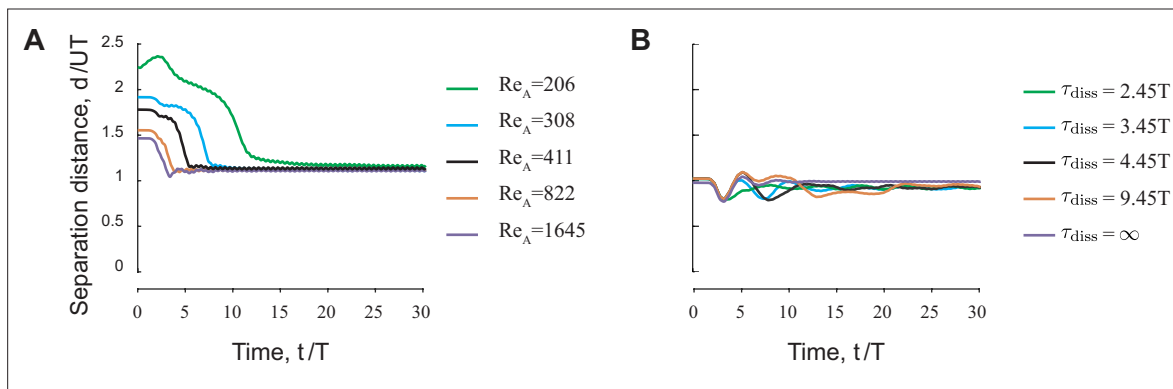 A
B
Separation distance, d/UT
2.5
2
1.5
1
0.5
0
0 5 10 15 20 25 30
Time, t/T
Re_A=206
Re_A=308
Re_A=411
Re_A=822
Re_A=1645
0 5 10 15 20 25 30
Time, t/T
τ_diss = 2.45T
τ_diss = 3.45T
τ_diss = 4.45T
τ_diss = 9.45T
τ_diss = ∞